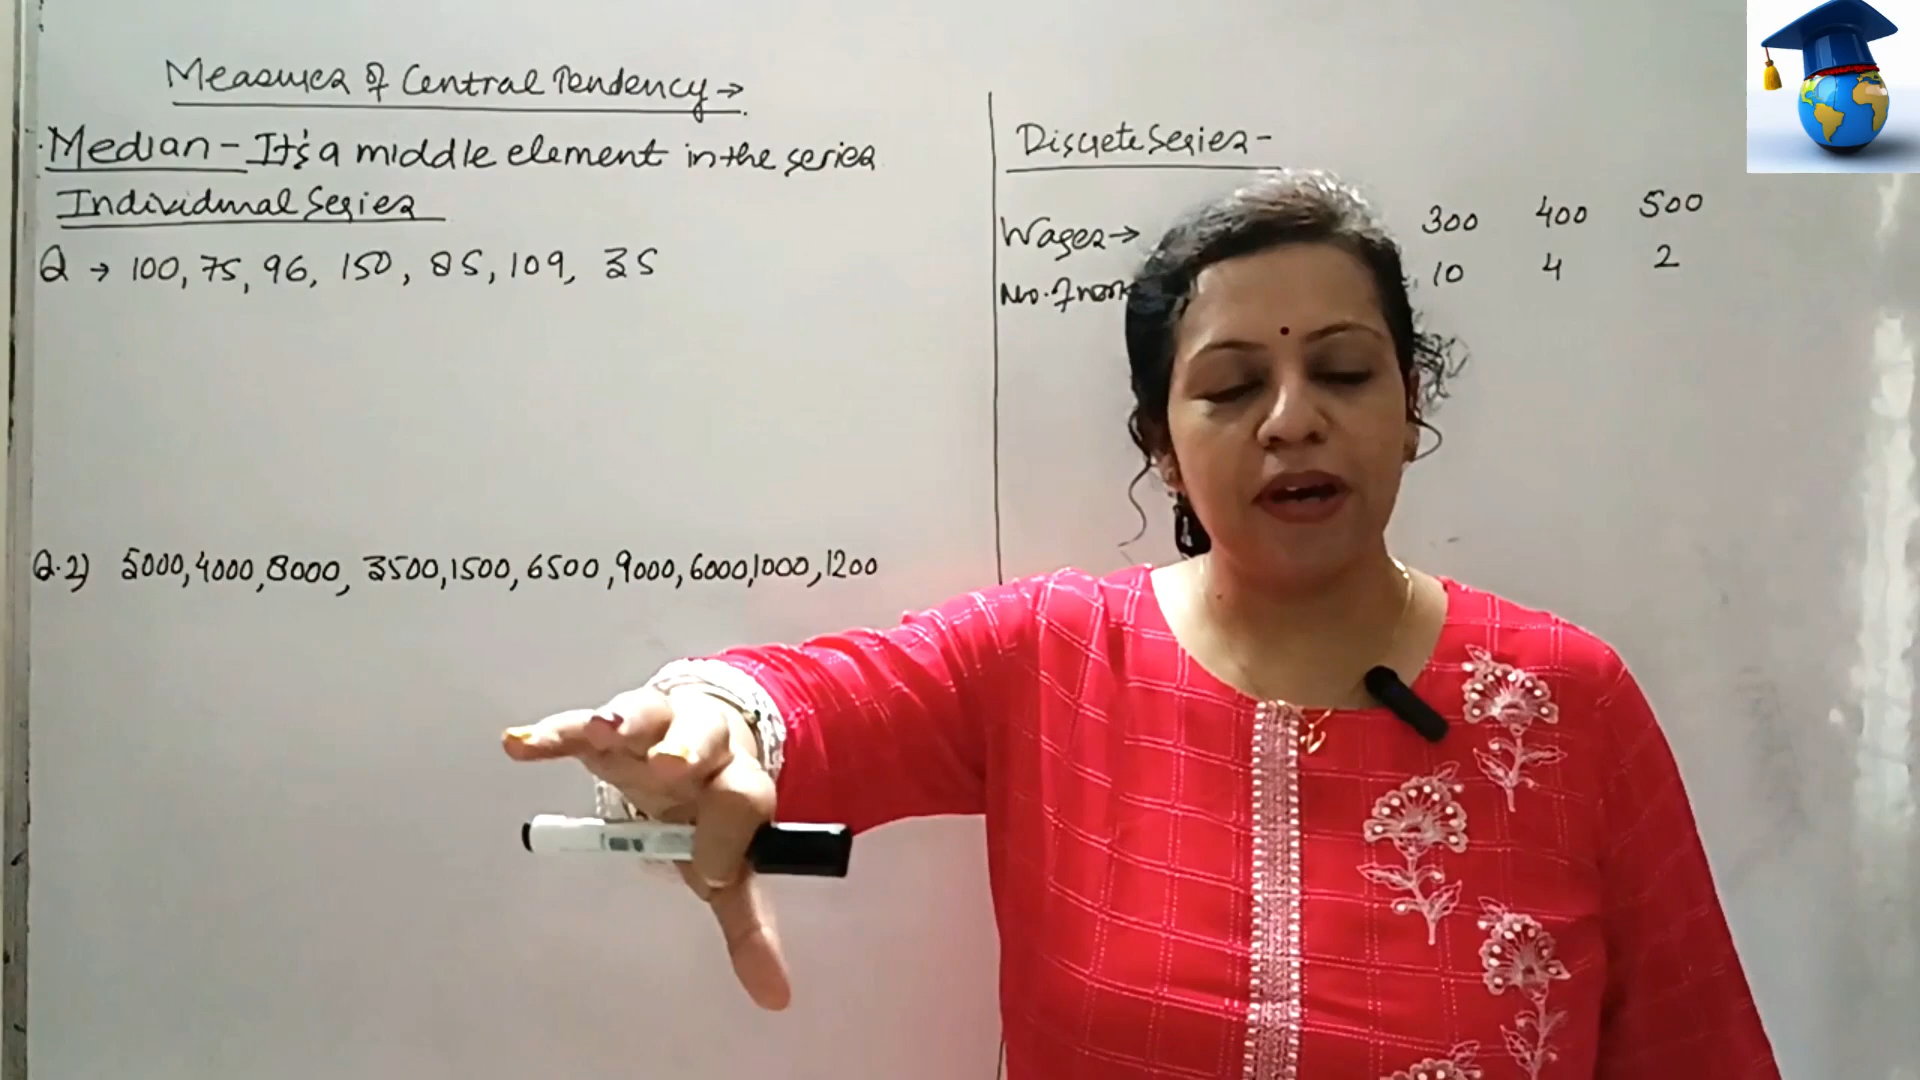 Measures of Central Tendency →
Median - It's a middle element in the series
Individual Series
Q → 100, 75, 96, 150, 85, 109, 35
Q.2) 5000, 4000, 8000, 3500, 1500, 6500, 9000, 6000, 1000, 1200
Discrete Series -
Wages → 300 400 500
No. of 10 4 2